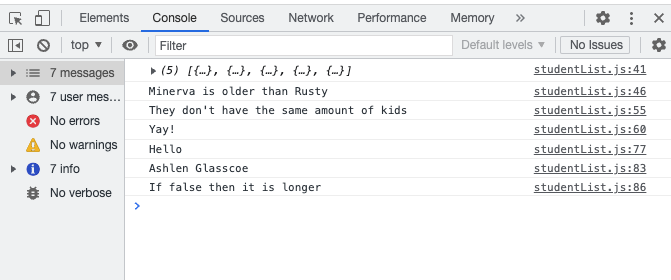 Elements Console Sources Network Performance Memory »
top ▼ Filter Default levels ▼ No Issues
7 messages
7 user mes…
No errors
No warnings
7 info
No verbose
▶ (5) [{…}, {…}, {…}, {…}, {…}] studentList.js:41
Minerva is older than Rusty studentList.js:46
They don't have the same amount of kids studentList.js:55
Yay! studentList.js:60
Hello studentList.js:77
Ashlen Glasscoe studentList.js:83
If false then it is longer studentList.js:86
>